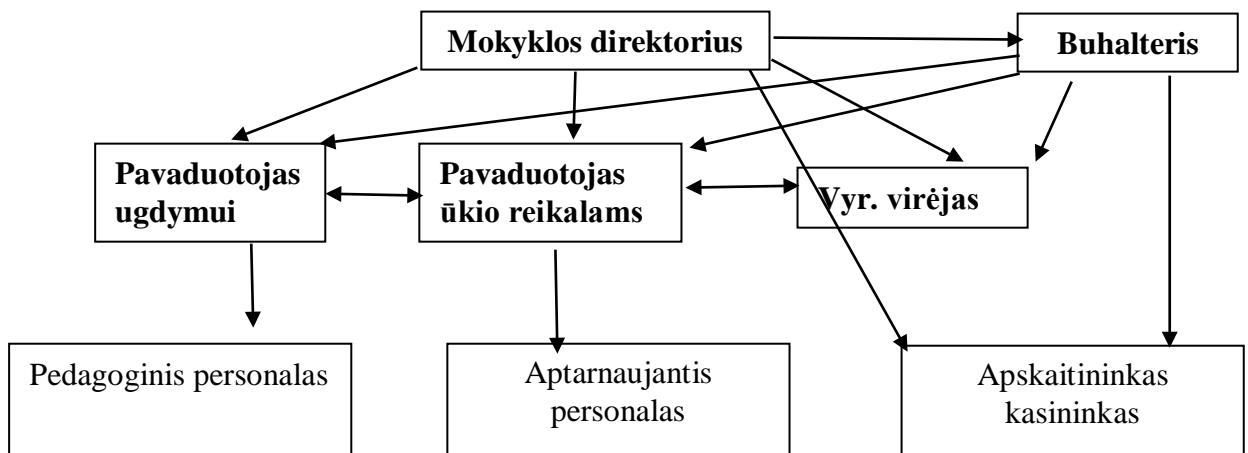 Mokyklos direktorius
Buhalteris
Pavaduotojas
ugdymui
Pavaduotojas
ūkio reikalams
Vyr. virėjas
Pedagoginis personalas
Aptarnaujantis
personalas
Apskaitininkas
kasininkas